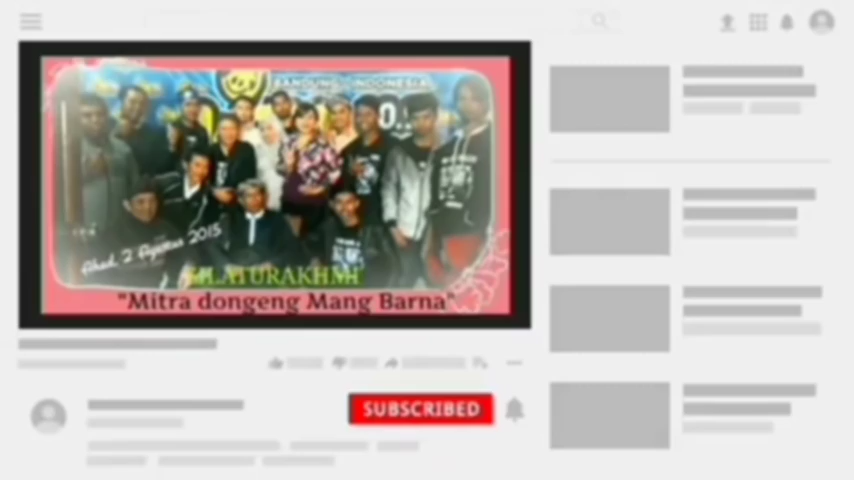 BANDUNG - INDONESIA
Ahad, 2 Agustus 2015
SILATURAKHMI
"Mitra dongeng Mang Barna"
SUBSCRIBED